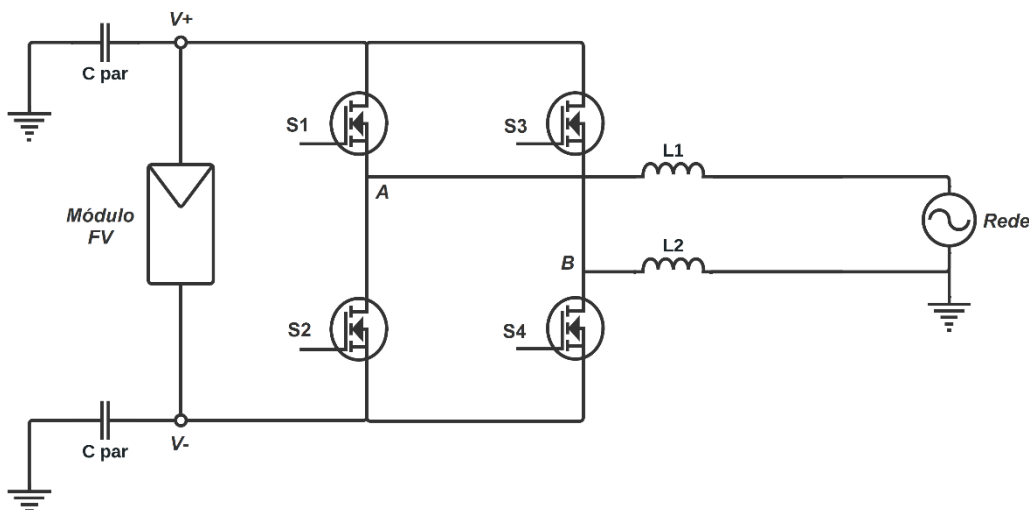 V+
C par
S1
S3
L1
A
Módulo
FV
Rede
L2
B
S2
S4
C par
V-